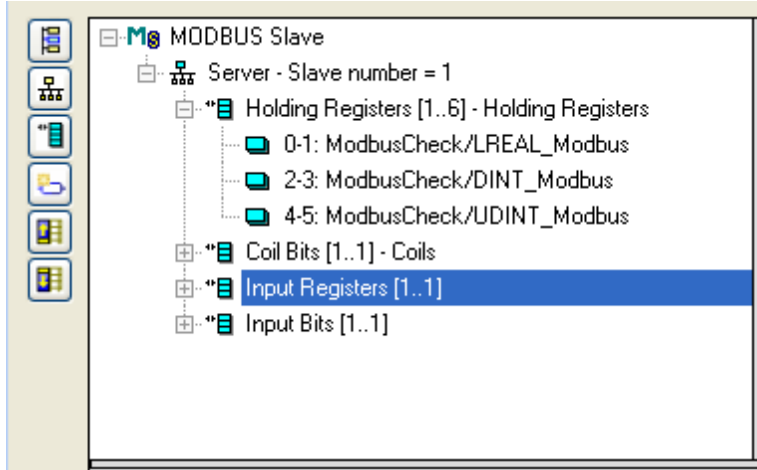 MODBUS Slave
Server - Slave number = 1
Holding Registers [1..6] - Holding Registers
0-1: ModbusCheck/LREAL_Modbus
2-3: ModbusCheck/DINT_Modbus
4-5: ModbusCheck/UDINT_Modbus
Coil Bits [1..1] - Coils
Input Registers [1..1]
Input Bits [1..1]